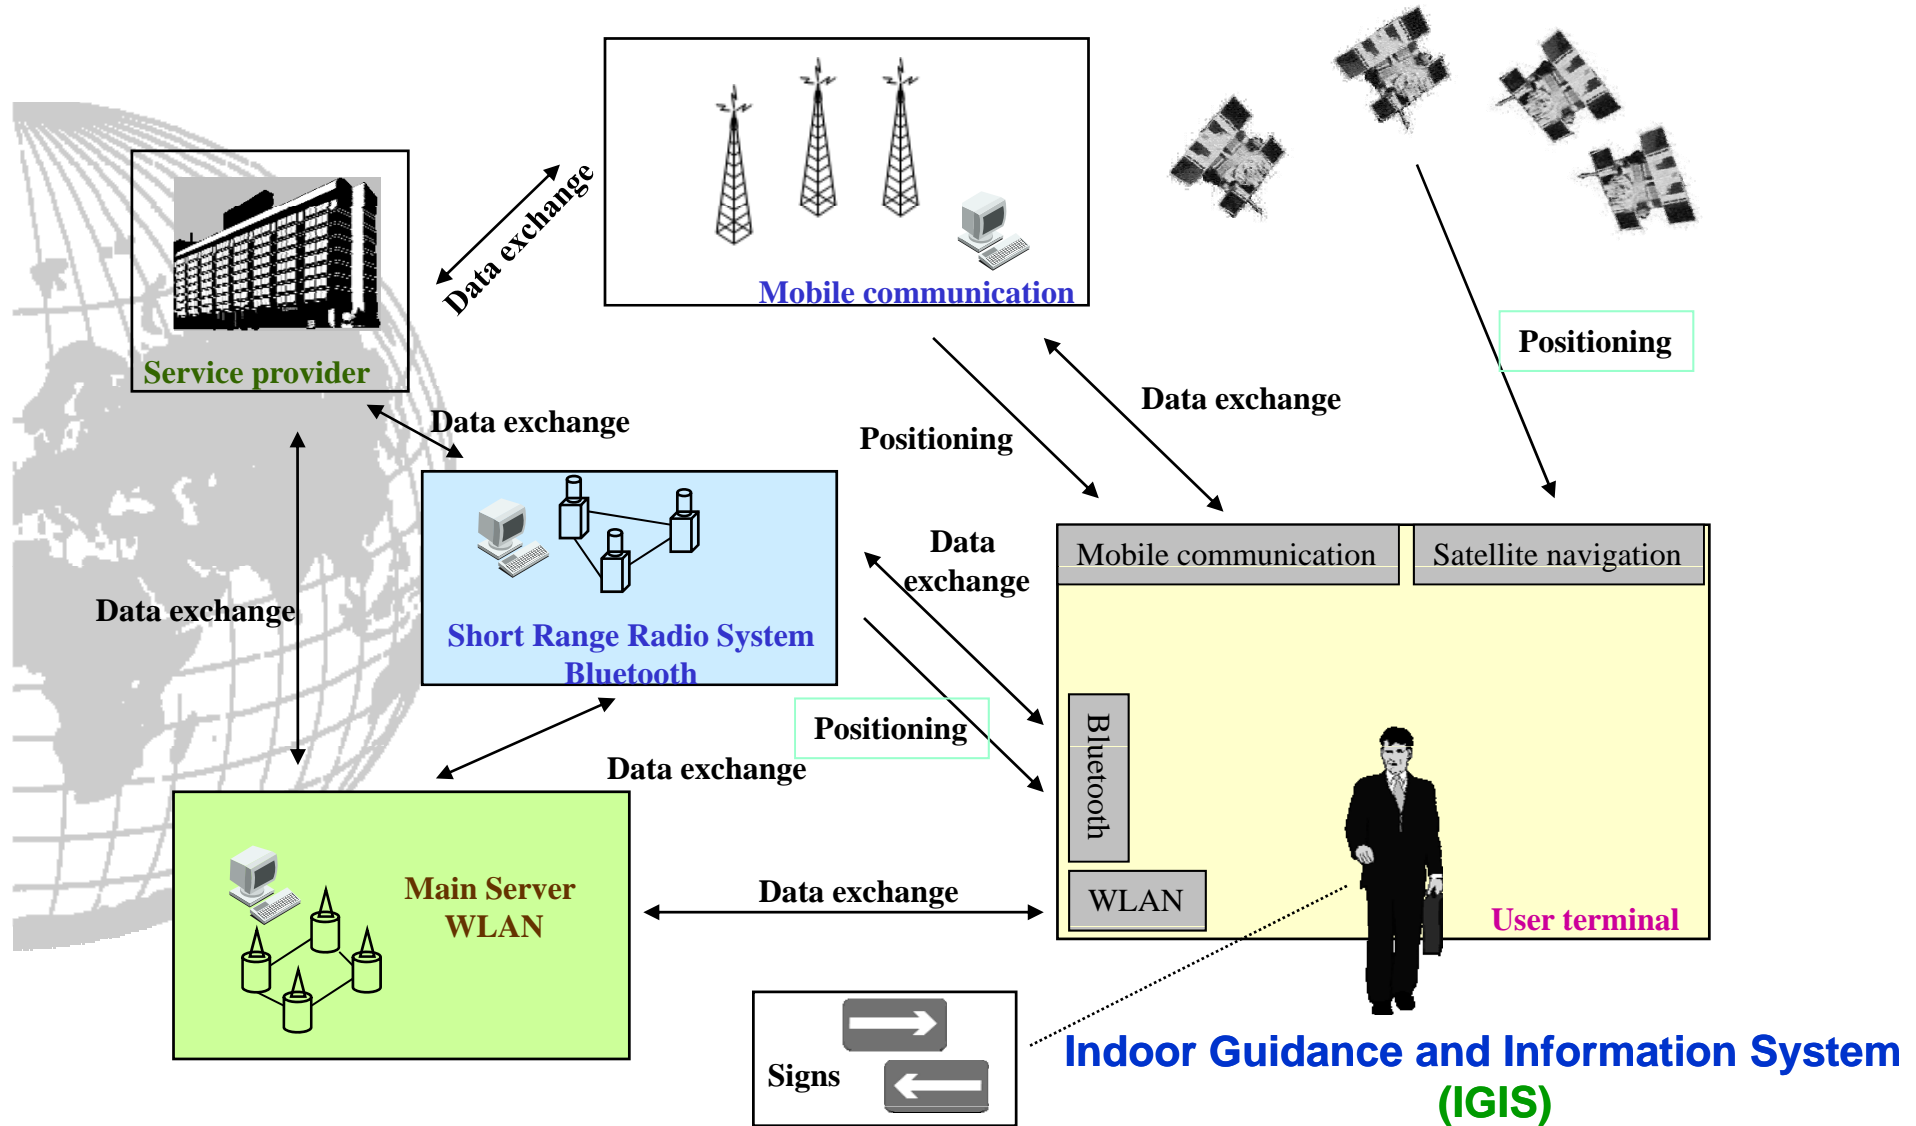 Mobile communication
Data exchange
Service provider
Positioning
Data exchange
Data exchange
Positioning
Data exchange
Short Range Radio System
Bluetooth
Data
exchange
Mobile communication
Satellite navigation
Positioning
Data exchange
Bluetooth
Main Server
WLAN
Data exchange
WLAN
User terminal
Signs
Indoor Guidance and Information System
(IGIS)